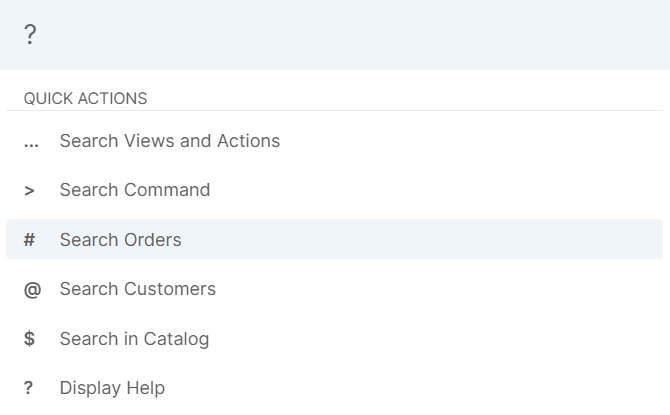 ?
QUICK ACTIONS
... Search Views and Actions
> Search Command
# Search Orders
@ Search Customers
$ Search in Catalog
? Display Help